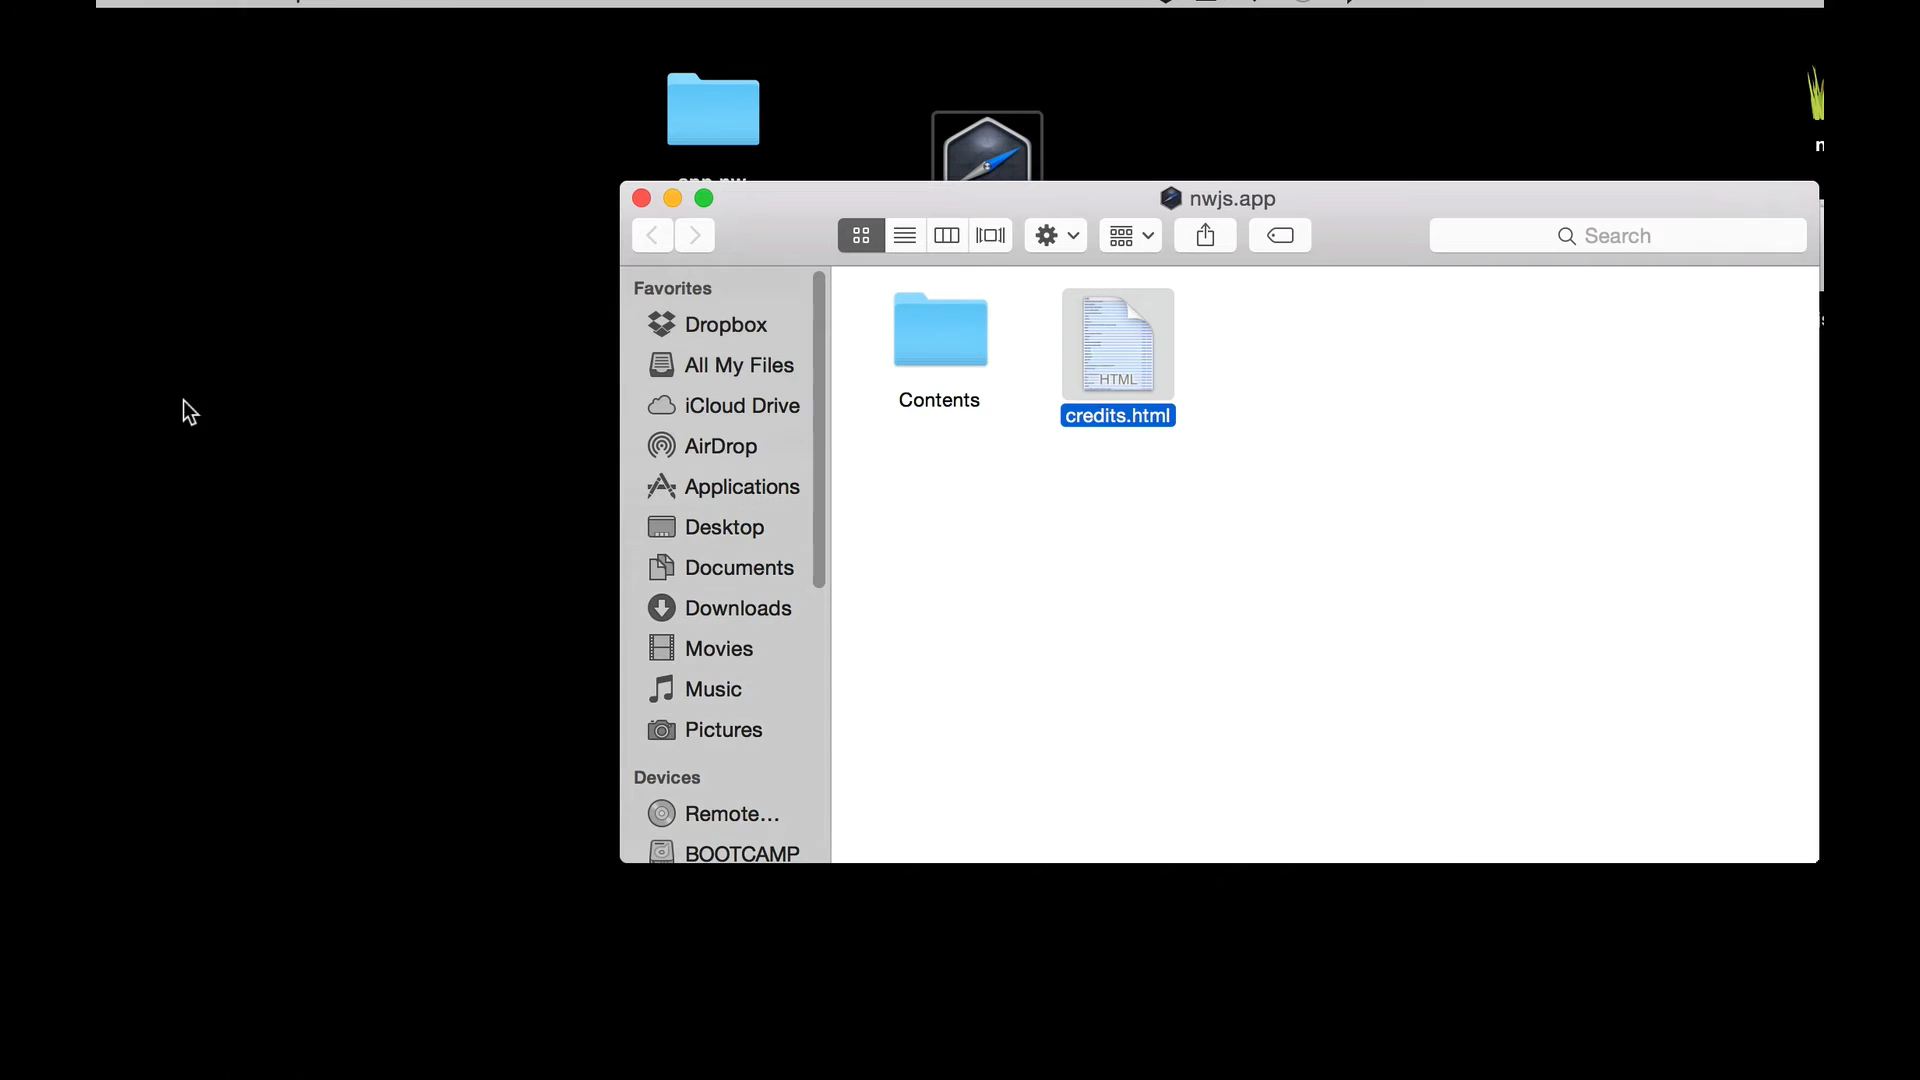 nwjs.app
Search
Favorites
Dropbox
All My Files
iCloud Drive
AirDrop
Applications
Desktop
Documents
Downloads
Movies
Music
Pictures
Devices
Remote...
BOOTCAMP
Contents
HTML
credits.html